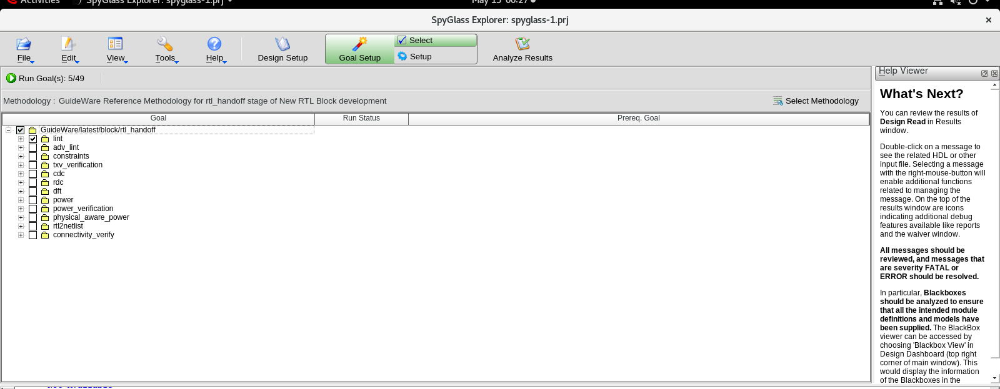 Activities SpyGlass Explorer: spyglass-1.prj May 15 00:27
SpyGlass Explorer: spyglass-1.prj
File Edit View Tools Help Design Setup Goal Setup Select Setup Analyze Results
Run Goal(s): 5/49
Methodology : GuideWare Reference Methodology for rtl_handoff stage of New RTL Block development Select Methodology
Goal Run Status Prereq. Goal
GuideWare/latest/block/rtl_handoff
lint
adv_lint
constraints
txv_verification
cdc
rdc
dft
power
power_verification
physical_aware_power
rtl2netlist
connectivity_verify
Help Viewer
What's Next?
You can review the results of
Design Read in Results
window.
Double-click on a message to
see the related HDL or other
input file. Selecting a message
with the right-mouse-button will
enable additional functions
related to managing the
message. On the top of the
results window are icons
indicating additional debug
features available like reports
and the waiver window.
All messages should be
reviewed, and messages that
are severity FATAL or
ERROR should be resolved.
In particular, Blackboxes
should be analyzed to ensure
that all the intended module
definitions and models have
been supplied. The BlackBox
viewer can be accessed by
choosing 'Blackbox View' in
Design Dashboard (top right
corner of main window). This
would display the information
of the Blackboxes in the